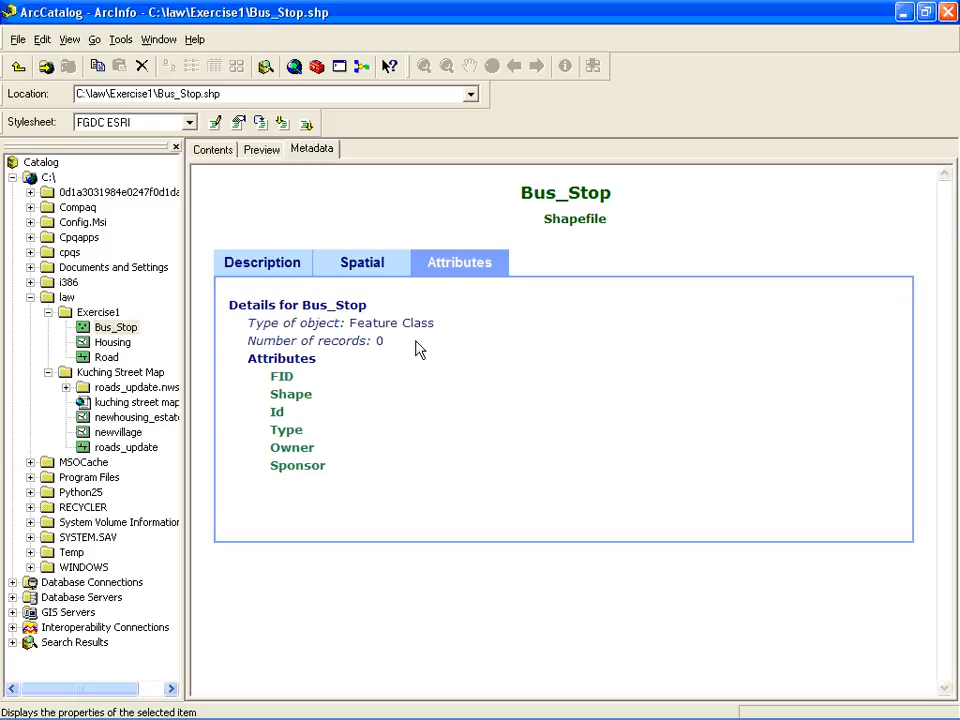 ArcCatalog - ArcInfo - C:\law\Exercise1\Bus_Stop.shp
File Edit View Go Tools Window Help
Location: C:\law\Exercise1\Bus_Stop.shp
Stylesheet: FGDC ESRI
Contents Preview Metadata
Catalog
C:\
0d1a3031984e0247f0d1da
Compaq
Config.Msi
Cpqapps
cpqs
Documents and Settings
i386
law
Exercise1
Bus_Stop
Housing
Road
Kuching Street Map
roads_update.nws
kuching street map
newhousing_estate
newvillage
roads_update
MSOCache
Program Files
Python25
RECYCLER
System Volume Information
SYSTEM.SAV
Temp
WINDOWS
Database Connections
Database Servers
GIS Servers
Interoperability Connections
Search Results
Bus_Stop
Shapefile
Description Spatial Attributes
Details for Bus_Stop
Type of object: Feature Class
Number of records: 0
Attributes
FID
Shape
Id
Type
Owner
Sponsor
Displays the properties of the selected item